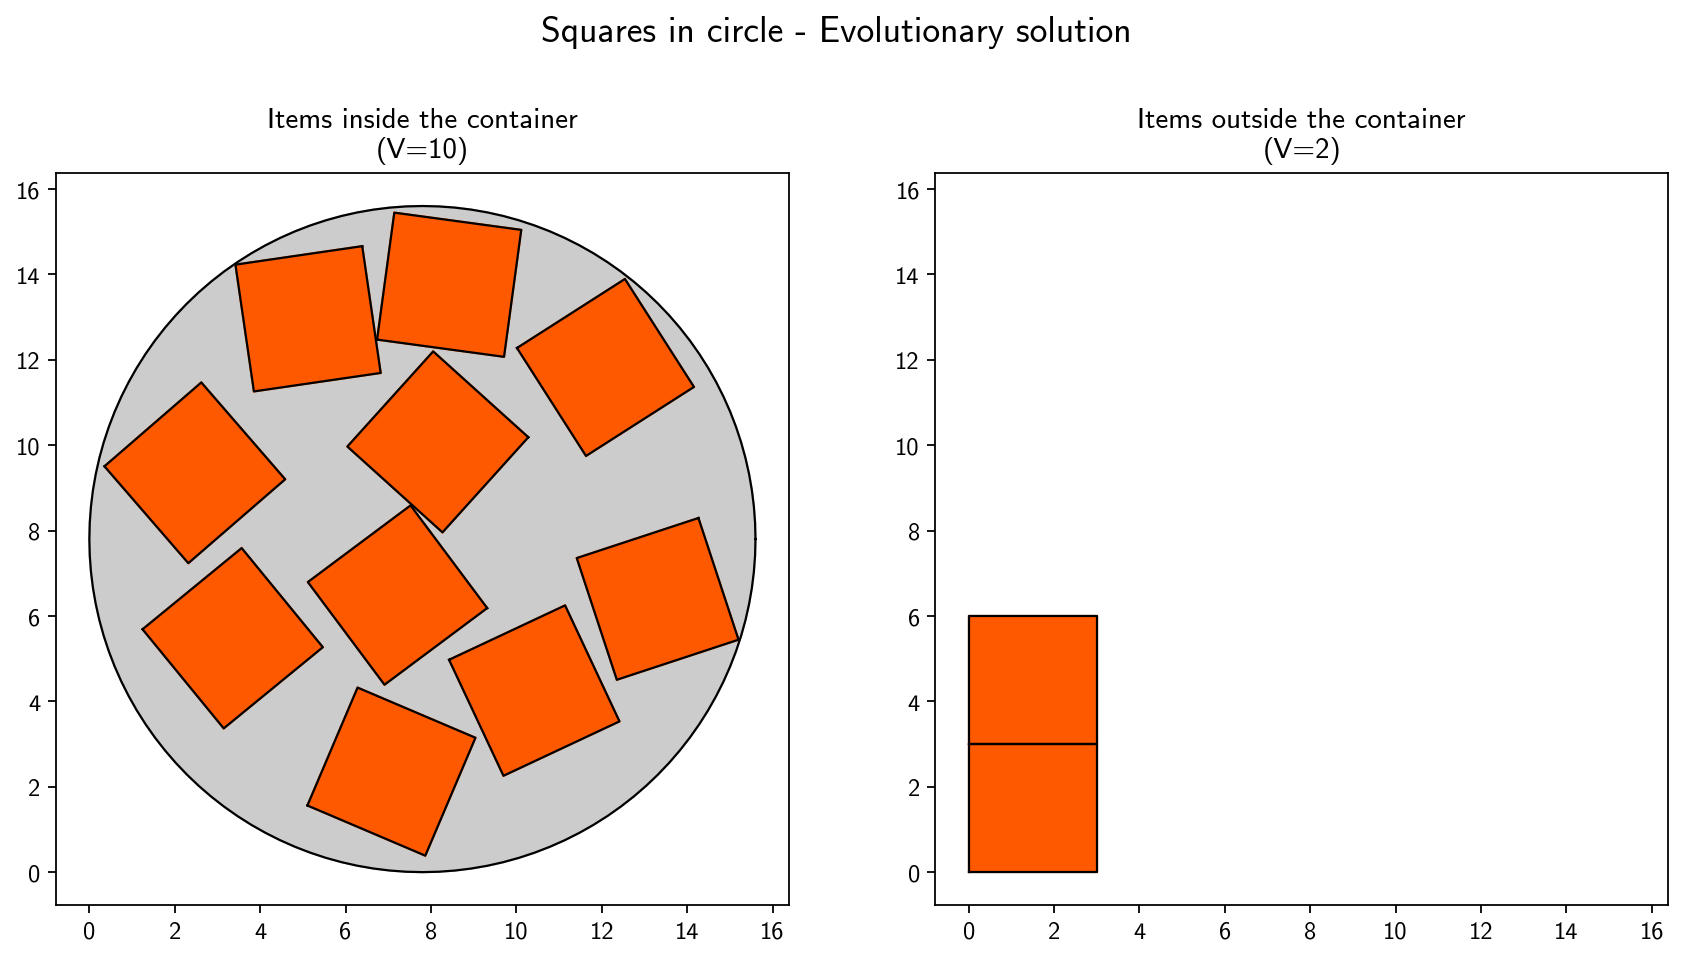 Squares in circle - Evolutionary solution
Items inside the container
(V=10)
16
14
12
10
8
6
4
2
0
0 2 4 6 8 10 12 14 16
Items outside the container
(V=2)
16
14
12
10
8
6
4
2
0
0 2 4 6 8 10 12 14 16